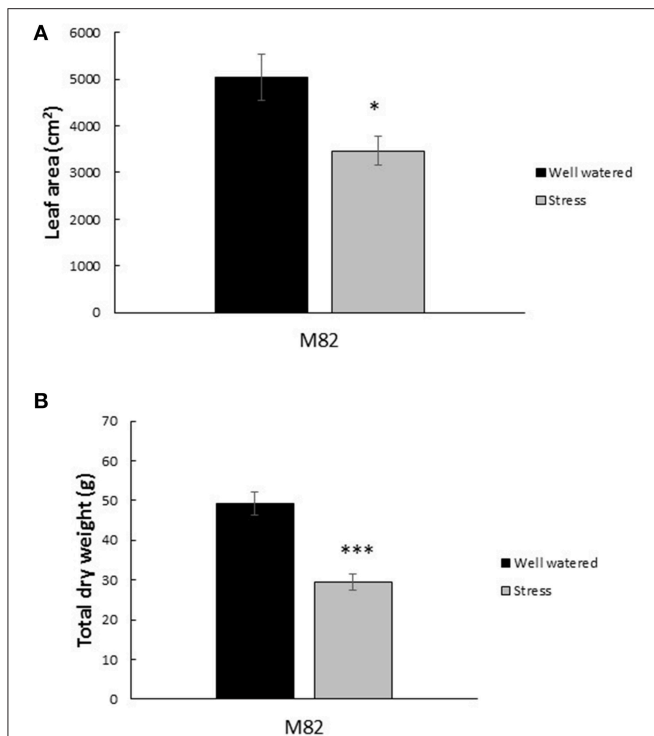 A
Leaf area (cm²)
6000
5000
4000
3000
2000
1000
0
*
Well watered
Stress
M82
B
Total dry weight (g)
70
60
50
40
30
20
10
0
***
Well watered
Stress
M82